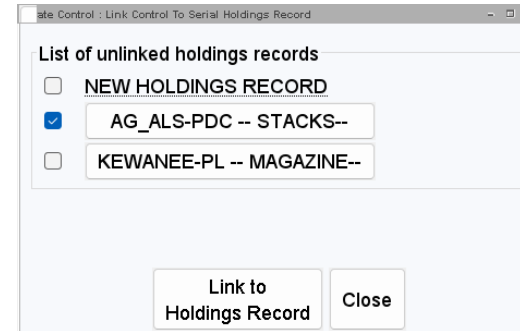 ate Control : Link Control To Serial Holdings Record
List of unlinked holdings records
NEW HOLDINGS RECORD
AG_ALS-PDC -- STACKS--
KEWANEE-PL -- MAGAZINE--
Link to
Holdings Record
Close